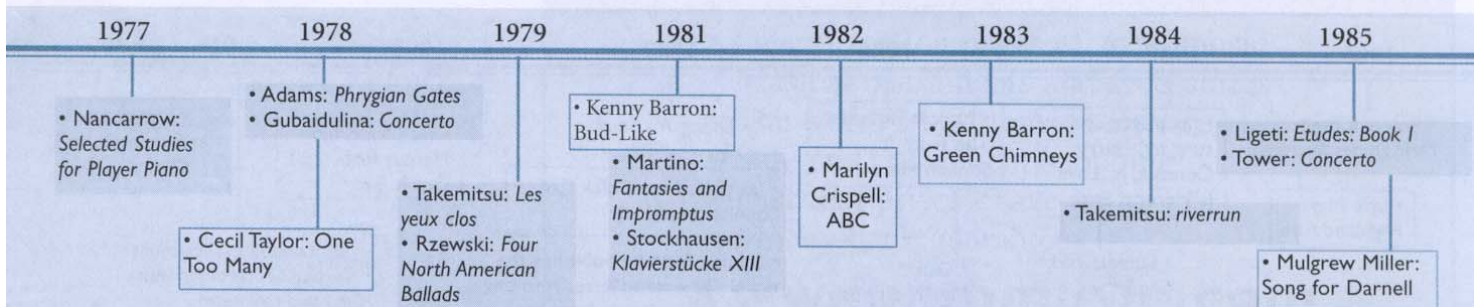 1977 1978 1979 1981 1982 1983 1984 1985
• Nancarrow:
Selected Studies
for Player Piano
• Adams: Phrygian Gates
• Gubaidulina: Concerto
• Cecil Taylor: One
Too Many
• Takemitsu: Les
yeux clos
• Rzewski: Four
North American
Ballads
• Kenny Barron:
Bud-Like
• Martino:
Fantasies and
Impromptus
• Stockhausen:
Klavierstücke XIII
• Marilyn
Crispell:
ABC
• Kenny Barron:
Green Chimneys
• Takemitsu: riverrun
• Ligeti: Etudes: Book I
• Tower: Concerto
• Mulgrew Miller:
Song for Darnell